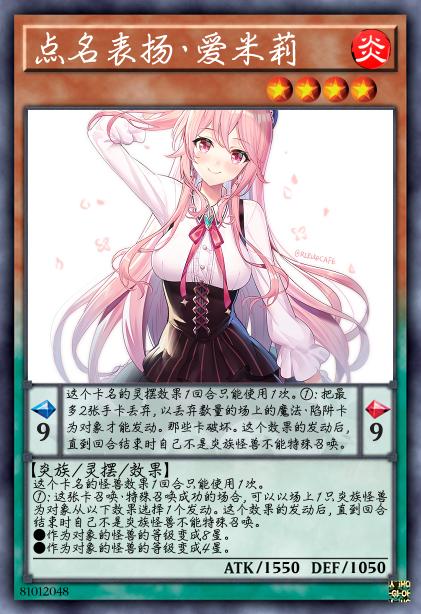 点名表扬·爱米莉
炎
@REUNECAFE
这个卡名的灵摆效果1回合只能使用1次。①:把最
多2张手卡丢弃,以丢弃数量的场上的魔法·陷阱卡
为对象才能发动。那些卡破坏。这个效果的发动后,
直到回合结束时自己不是炎族怪兽不能特殊召唤。
9
9
【炎族/灵摆/效果】
这个卡名的怪兽效果1回合只能使用1次。
①:这张卡召唤·特殊召唤成功的场合,可以以场上1只炎族怪兽
为对象从以下效果选择1个发动。这个效果的发动后,直到回合
结束时自己不是炎族怪兽不能特殊召唤。
●作为对象的怪兽的等级变成8星。
●作为对象的怪兽的等级变成4星。
ATK/1550 DEF/1050
81012048